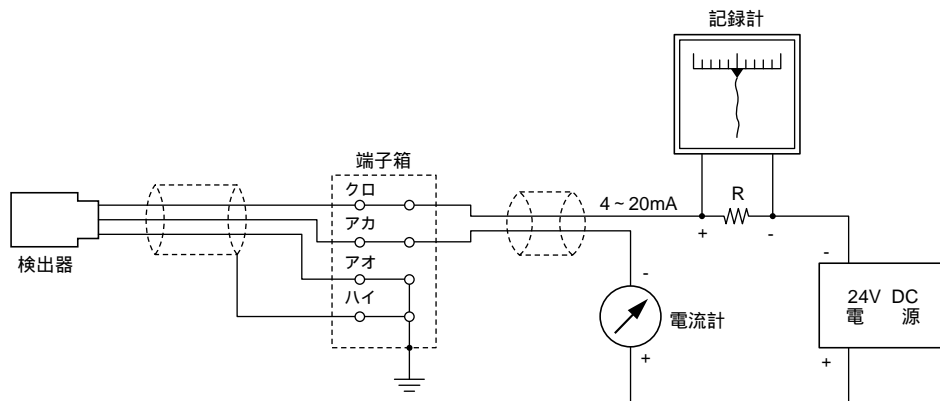 記録計
端子箱
クロ
アカ
アオ
ハイ
検出器
4~20mA
R
+
-
-
+
電流計
-
24V DC
電 源
+